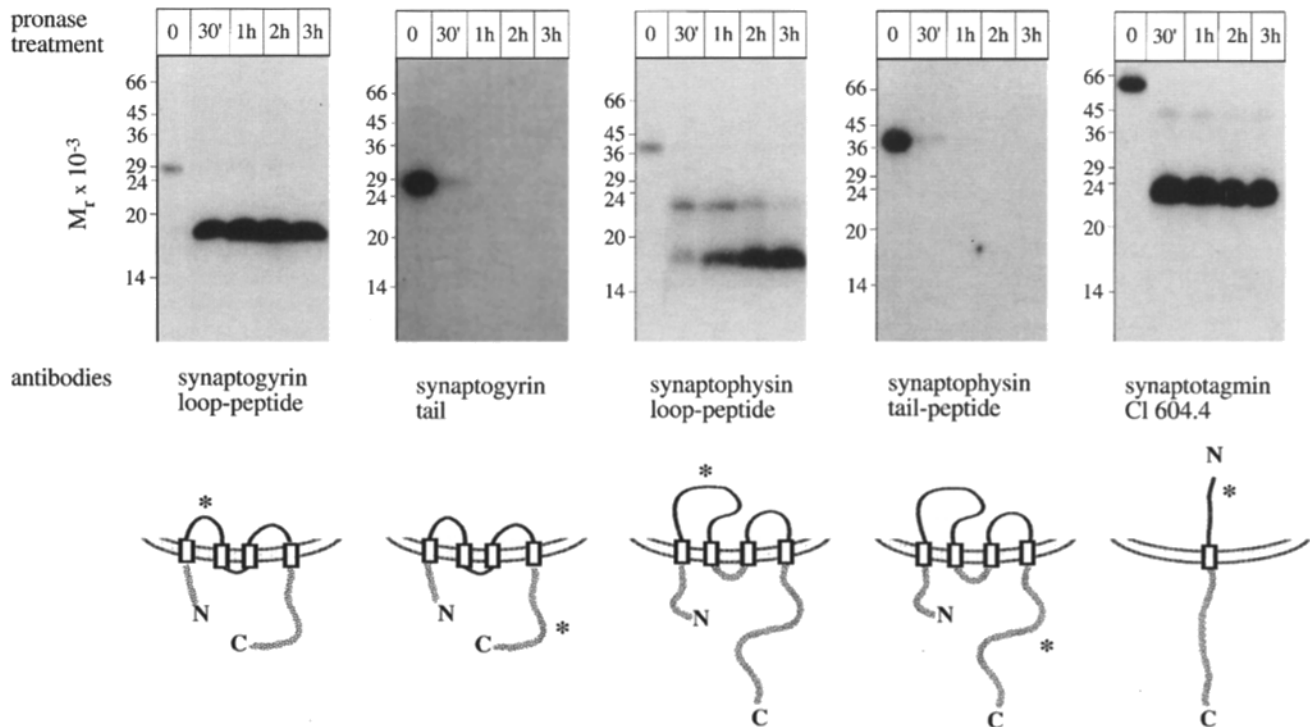 pronase treatment
0 30' 1h 2h 3h
0 30' 1h 2h 3h
0 30' 1h 2h 3h
0 30' 1h 2h 3h
0 30' 1h 2h 3h
Mr x 10-3
66
45
36
29
24
20
14
66
45
36
29
24
20
14
66
45
36
29
24
20
14
66
45
36
29
24
20
14
66
45
36
29
24
20
14
antibodies
synaptogyrin
loop-peptide
synaptogyrin
tail
synaptophysin
loop-peptide
synaptophysin
tail-peptide
synaptotagmin
Cl 604.4
*
N
C
N
C
*
*
N
C
N
*
C
N
*
C